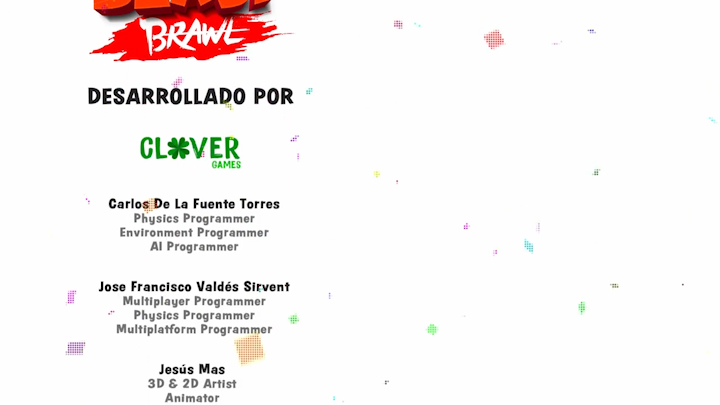 BRAWL
DESARROLLADO POR
CLOVER
GAMES
Carlos De La Fuente Torres
Physics Programmer
Environment Programmer
AI Programmer
Jose Francisco Valdés Sirvent
Multiplayer Programmer
Physics Programmer
Multiplatform Programmer
Jesús Mas
3D & 2D Artist
Animator